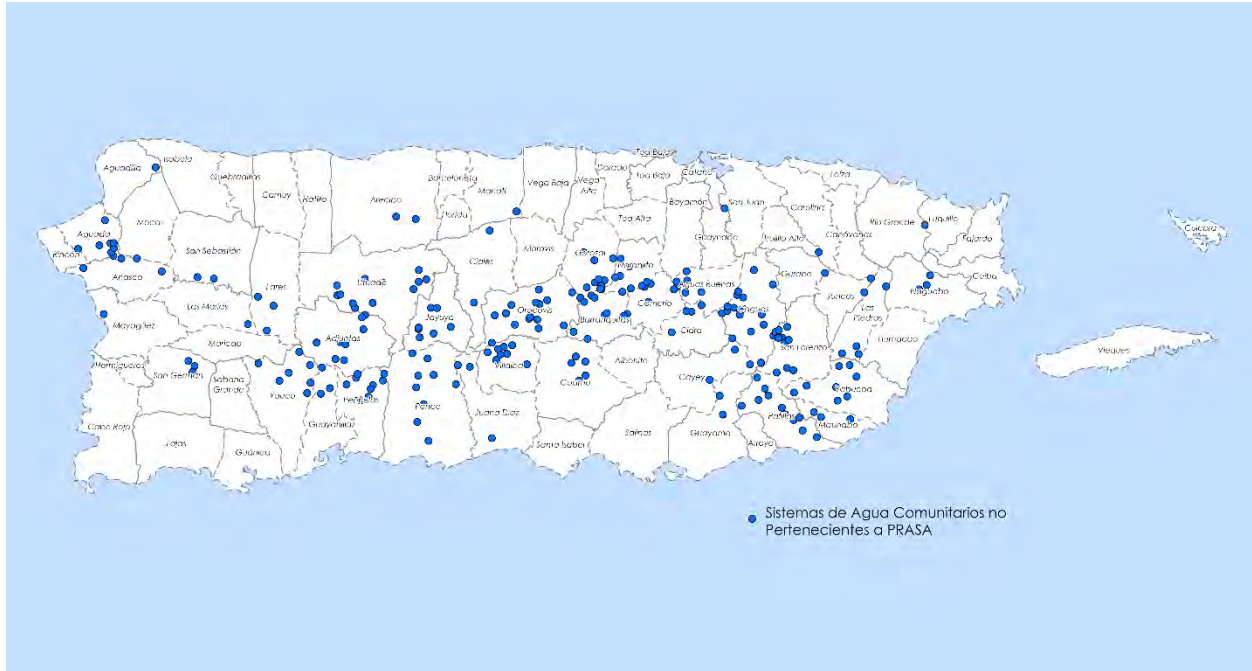 Isabela
Aguadilla
Quebradillas
Camuy
Hatillo
Arecibo
Barceloneta
Manatí
Florida
Vega Baja
Vega
Alta
Dorado
Toa Baja
Toa Baja
Cataño
Bayamón
San Juan
Carolina
Loíza
Río Grande
Luquillo
Fajardo
Ceiba
Culebra
Vieques
Moca
Aguada
Rincón
Añasco
San Sebastián
Lares
Utuado
Ciales
Morovis
Corozal
Toa Alta
Naranjito
Guaynabo
Trujillo Alto
Canóvanas
Gurabo
Juncos
Las
Piedras
Naguabo
Humacao
Las Marías
Mayagüez
Maricao
Adjuntas
Jayuya
Orocovis
Barranquitas
Comerío
Aguas Buenas
Caguas
Cidra
San Lorenzo
Hormigueros
San Germán
Sabana
Grande
Yauco
Peñuelas
Guayanilla
Ponce
Villalba
Juana Díaz
Coamo
Aibonito
Cayey
Yabucoa
Patillas
Maunabo
Cabo Rojo
Lajas
Guánica
Santa Isabel
Salinas
Guayama
Arroyo
Sistemas de Agua Comunitarios no
Pertenecientes a PRASA